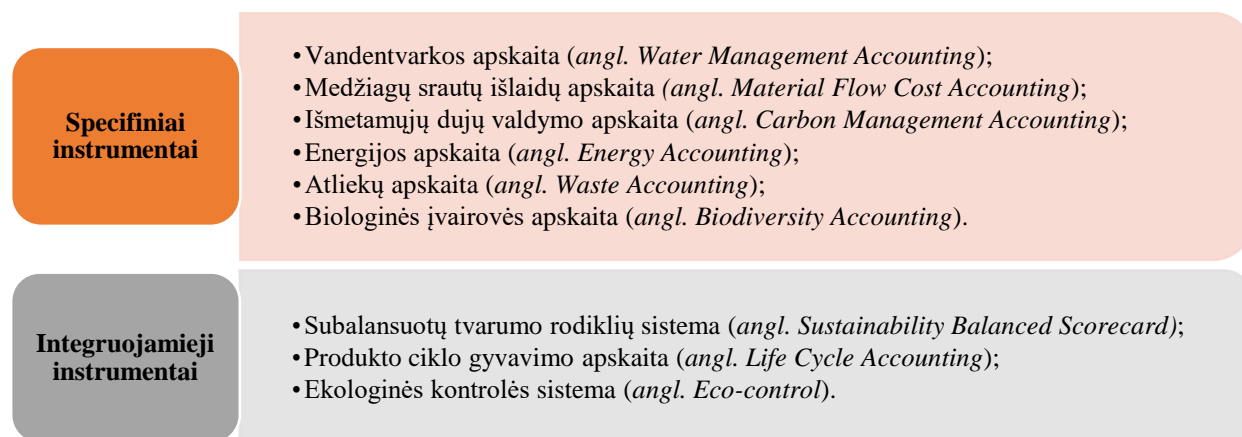 Specifiniai
instrumentai
•Vandentvarkos apskaita (angl. Water Management Accounting);
•Medžiagų srautų išlaidų apskaita (angl. Material Flow Cost Accounting);
•Išmetamųjų dujų valdymo apskaita (angl. Carbon Management Accounting);
•Energijos apskaita (angl. Energy Accounting);
•Atliekų apskaita (angl. Waste Accounting);
•Biologinės įvairovės apskaita (angl. Biodiversity Accounting).
Integruojamieji
instrumentai
•Subalansuotų tvarumo rodiklių sistema (angl. Sustainability Balanced Scorecard);
•Produkto ciklo gyvavimo apskaita (angl. Life Cycle Accounting);
•Ekologinės kontrolės sistema (angl. Eco-control).